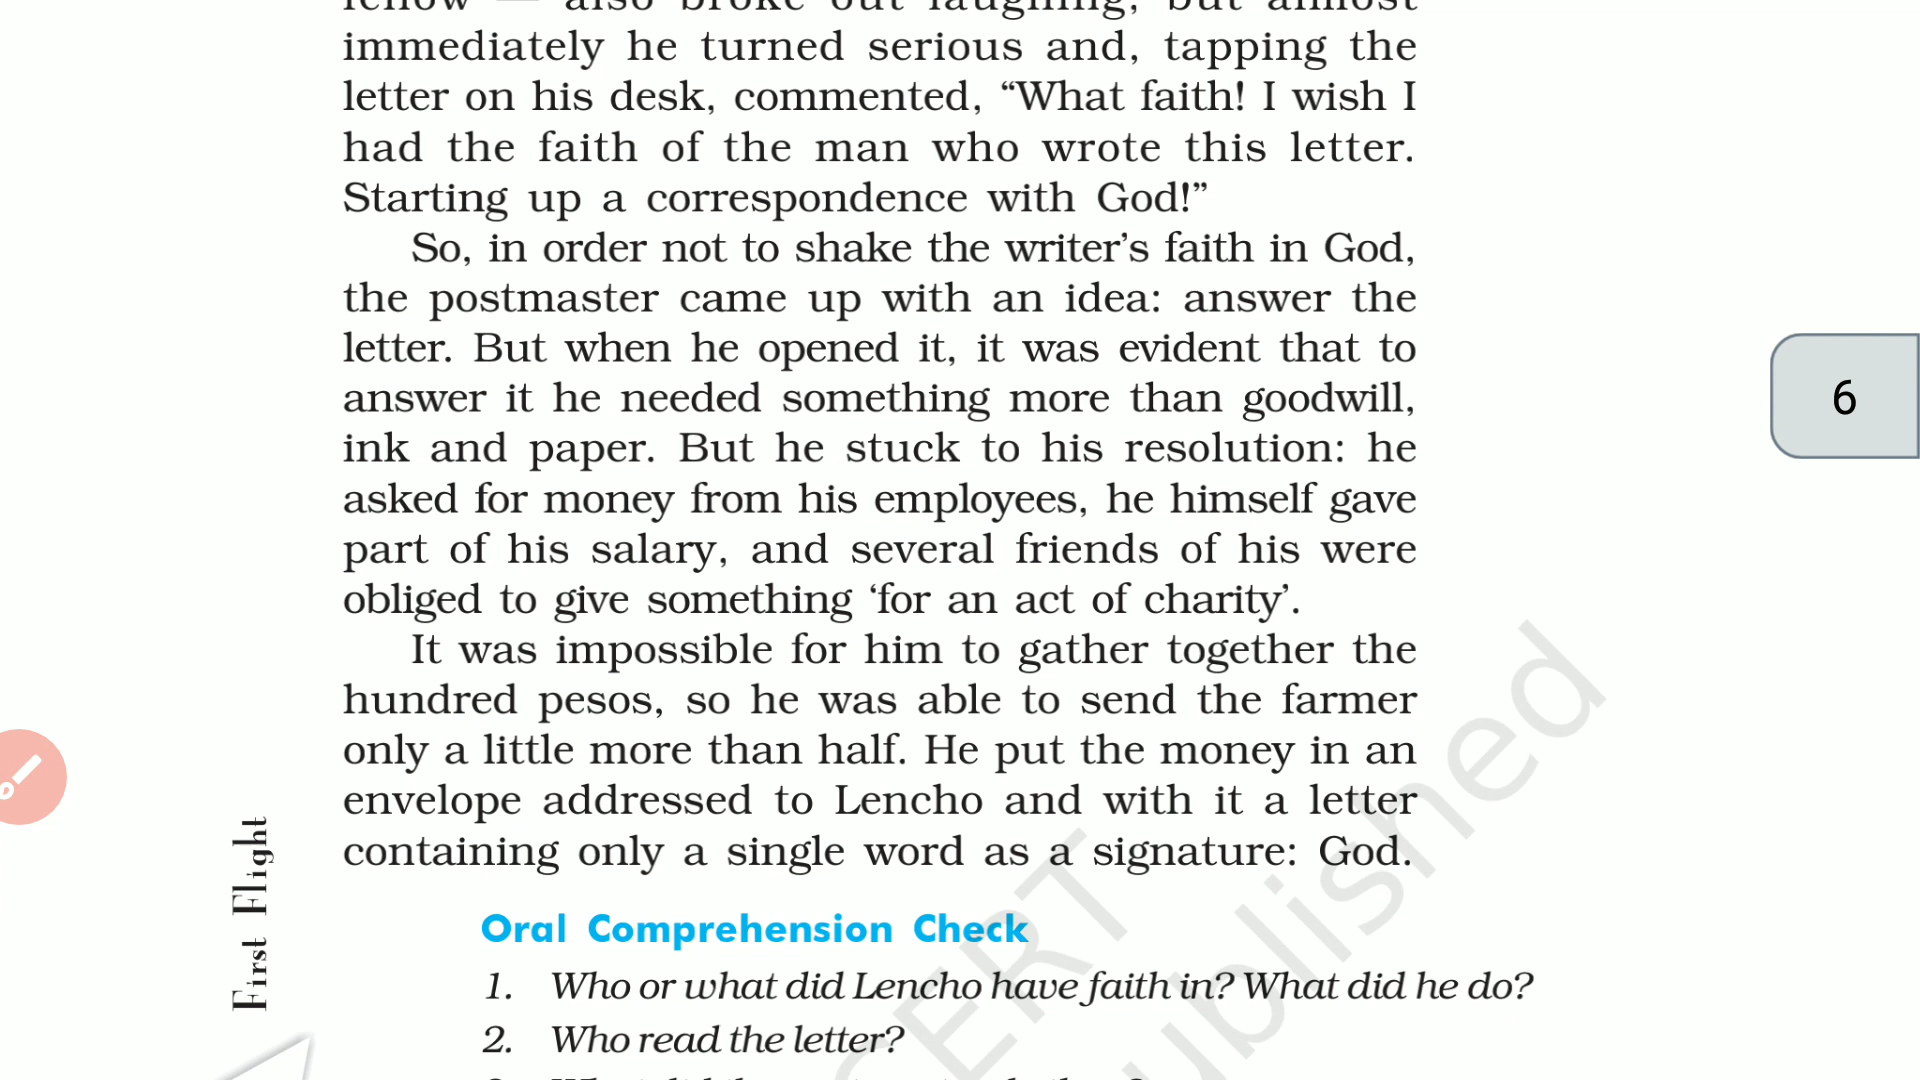 fellow — also broke out laughing, but almost
immediately he turned serious and, tapping the
letter on his desk, commented, “What faith! I wish I
had the faith of the man who wrote this letter.
Starting up a correspondence with God!”
So, in order not to shake the writer’s faith in God,
the postmaster came up with an idea: answer the
letter. But when he opened it, it was evident that to
answer it he needed something more than goodwill,
ink and paper. But he stuck to his resolution: he
asked for money from his employees, he himself gave
part of his salary, and several friends of his were
obliged to give something ‘for an act of charity’.
It was impossible for him to gather together the
hundred pesos, so he was able to send the farmer
only a little more than half. He put the money in an
envelope addressed to Lencho and with it a letter
containing only a single word as a signature: God.
Oral Comprehension Check
1. Who or what did Lencho have faith in? What did he do?
2. Who read the letter?
6
First Flight